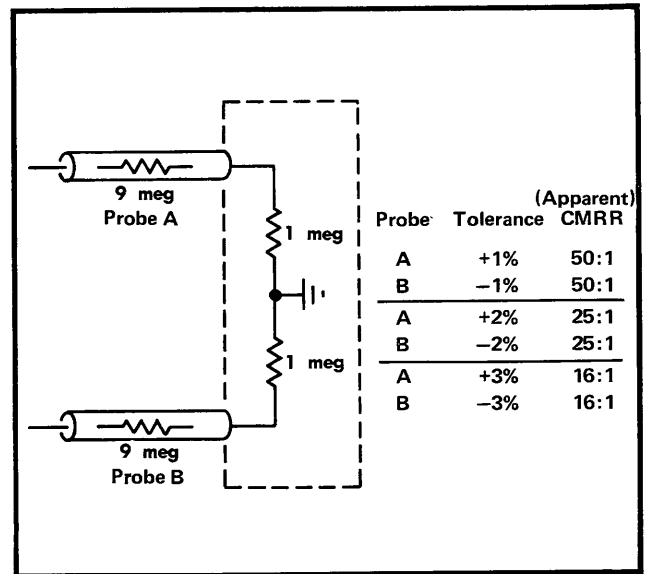 9 meg
Probe A
1 meg
1 meg
9 meg
Probe B
(Apparent)
Probe Tolerance CMRR
A +1% 50:1
B −1% 50:1
A +2% 25:1
B −2% 25:1
A +3% 16:1
B −3% 16:1